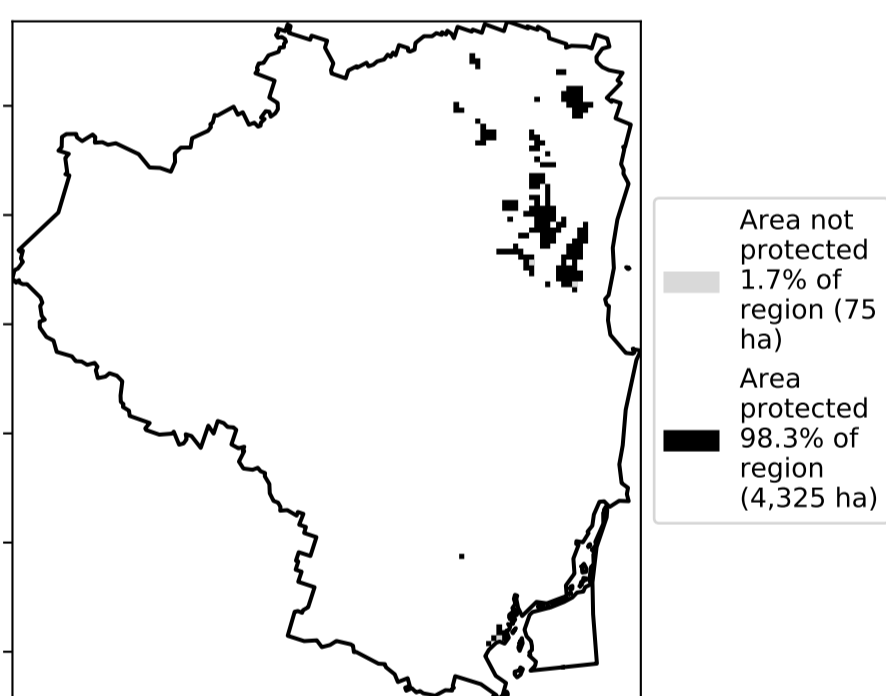 Area not
protected
1.7% of
region (75
ha)
Area
protected
98.3% of
region
(4,325 ha)